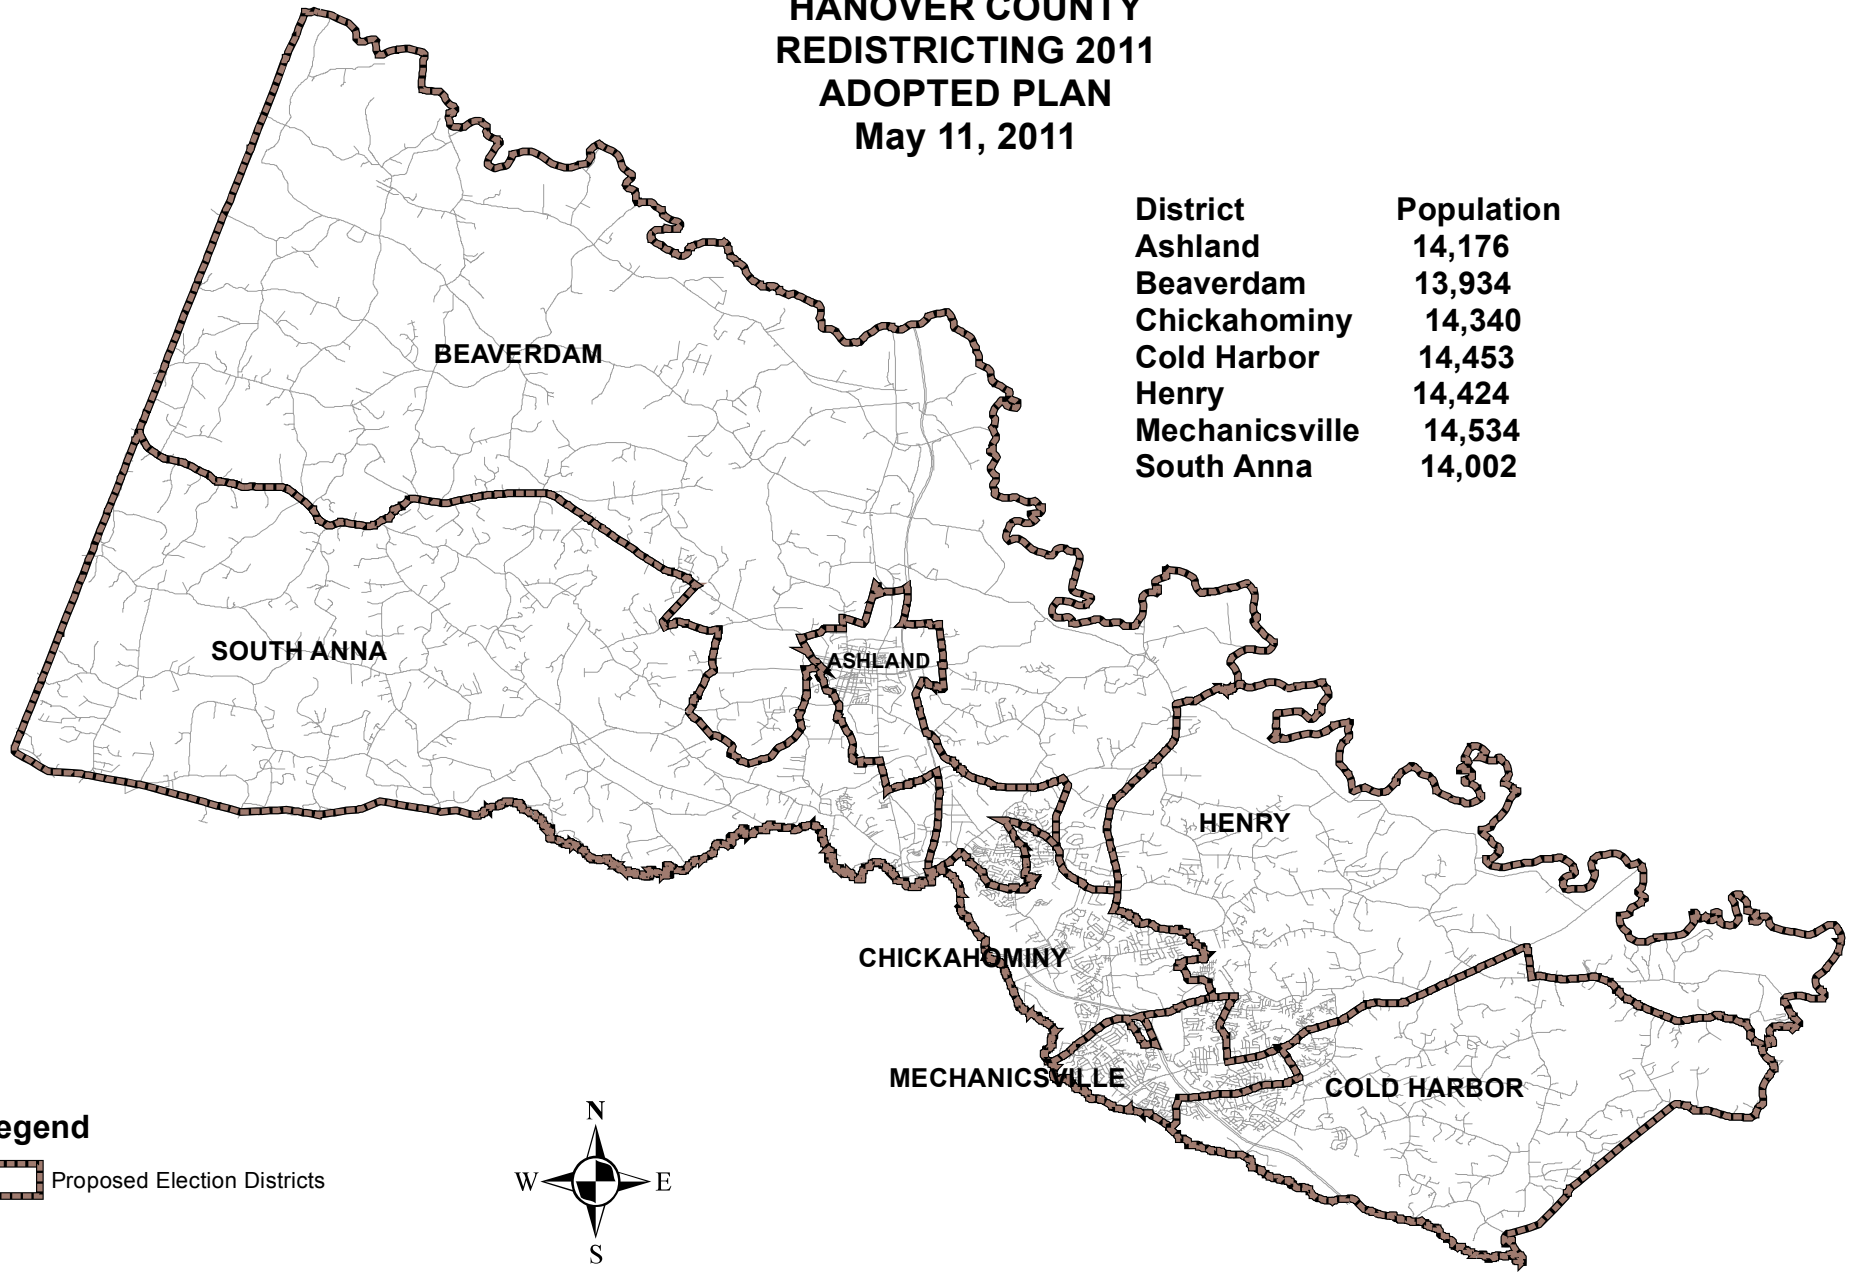 HANOVER COUNTY
REDISTRICTING 2011
ADOPTED PLAN
May 11, 2011
District Population
Ashland 14,176
Beaverdam 13,934
Chickahominy 14,340
Cold Harbor 14,453
Henry 14,424
Mechanicsville 14,534
South Anna 14,002
BEAVERDAM
SOUTH ANNA
ASHLAND
HENRY
CHICKAHOMINY
MECHANICSVILLE
COLD HARBOR
egend
Proposed Election Districts
N
W E
S